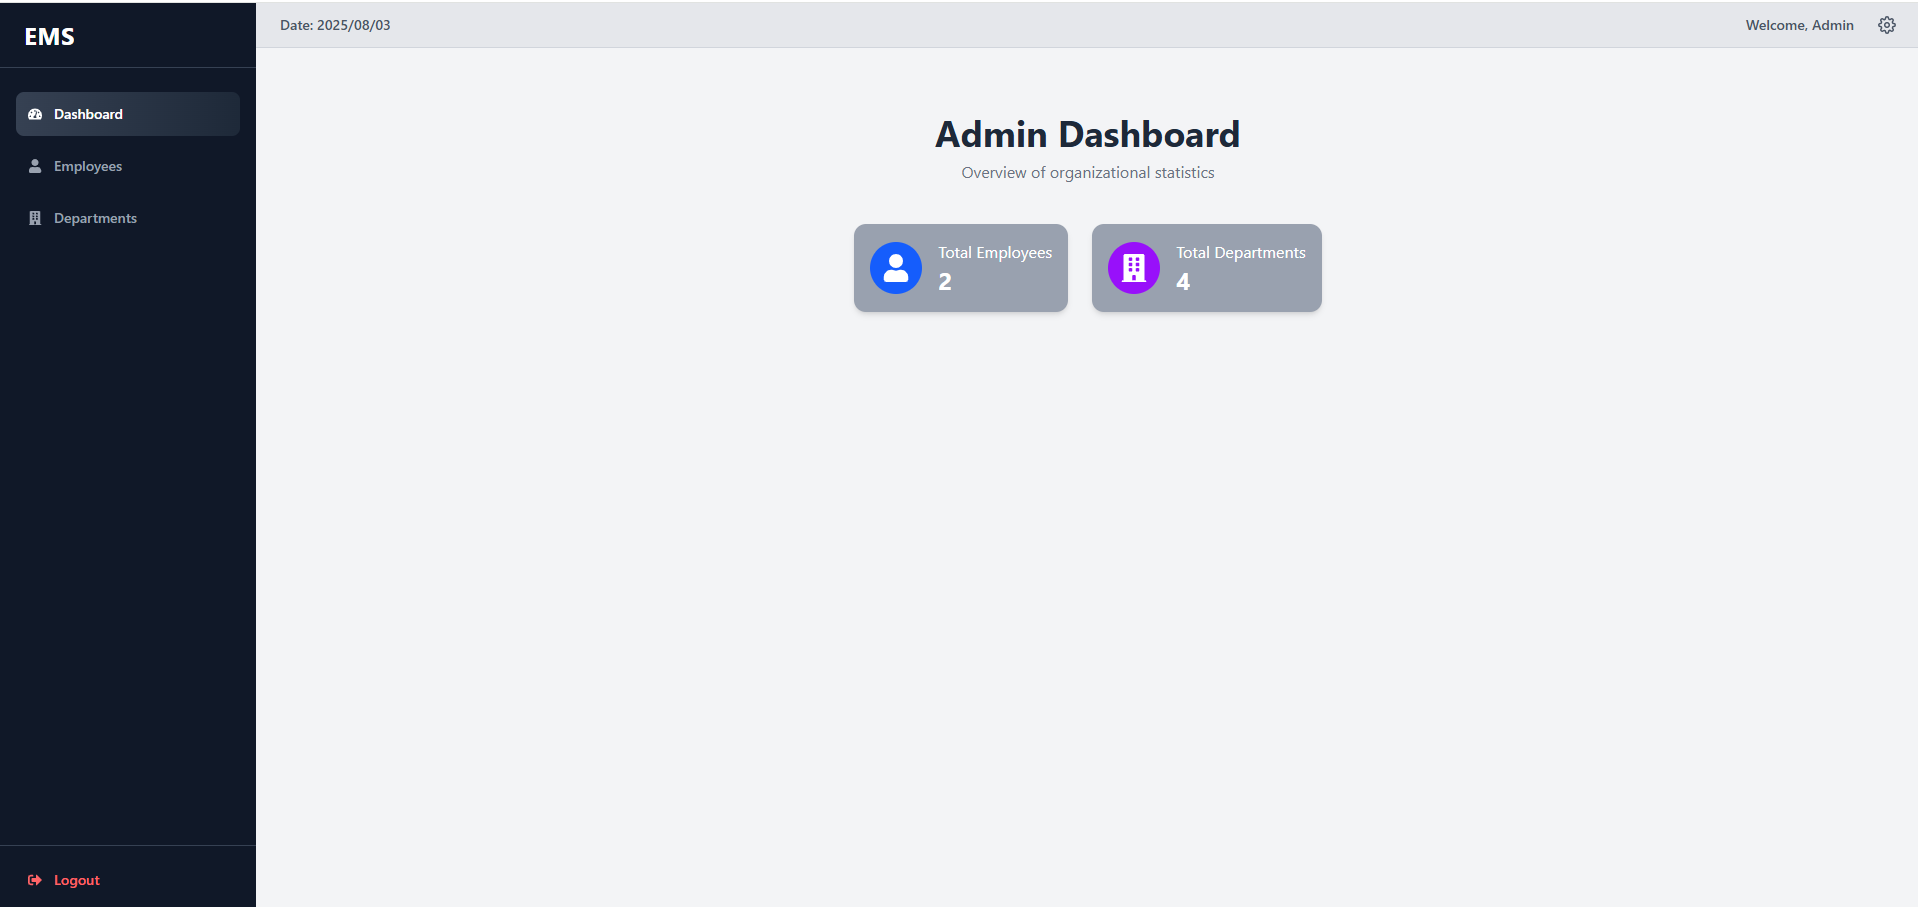 EMS
Dashboard
Employees
Departments
Logout
Date: 2025/08/03
Welcome, Admin
Admin Dashboard
Overview of organizational statistics
Total Employees
2
Total Departments
4